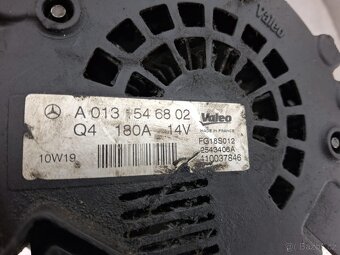 Valeo
A 013 154 68 02
Q4 180A 14V
Valeo
MADE IN FRANCE
10W19
FG18S012
2543406A
410037846